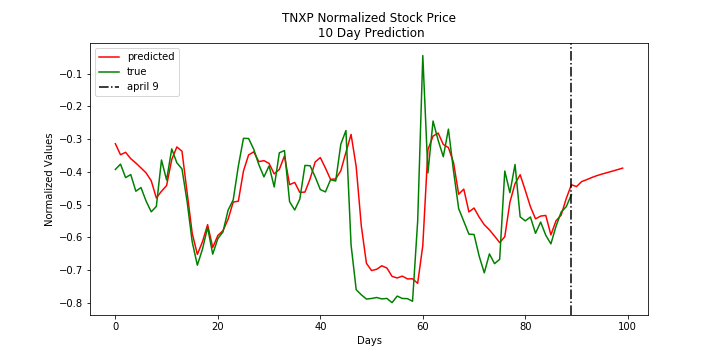 TNXP Normalized Stock Price
10 Day Prediction
predicted
true
april 9
Normalized Values
−0.1
−0.2
−0.3
−0.4
−0.5
−0.6
−0.7
−0.8
0 20 40 60 80 100
Days